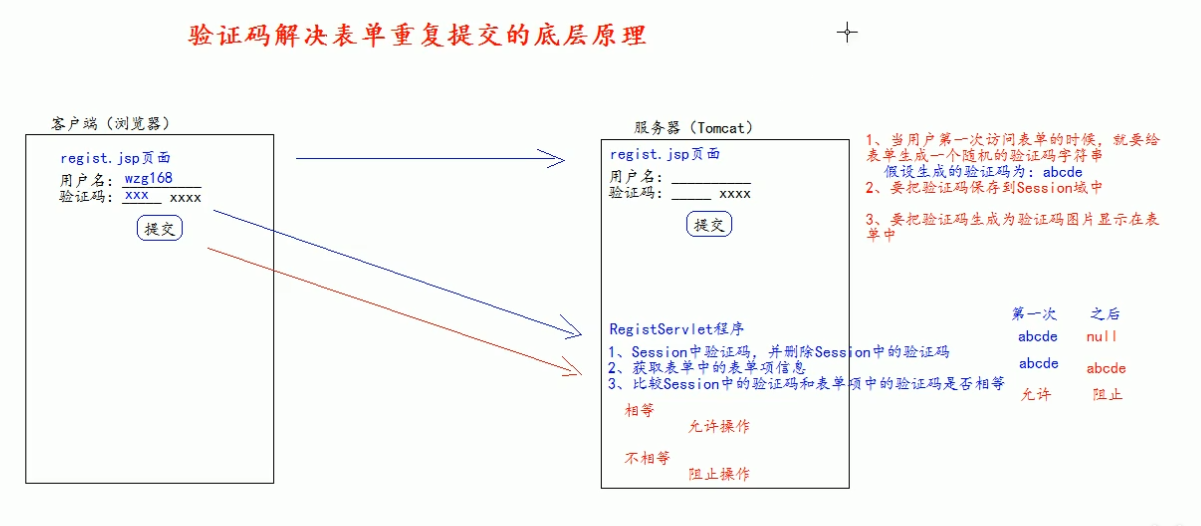 验证码解决表单重复提交的底层原理
客户端（浏览器）
regist.jsp页面
用户名：wzg168
验证码：xxx xxxx
提交
服务器（Tomcat）
regist.jsp页面
用户名：__________
验证码：_____ xxxx
提交
RegistServlet程序
1、Session中验证码，并删除Session中的验证码
2、获取表单中的表单项信息
3、比较Session中的验证码和表单项中的验证码是否相等
相等
允许操作
不相等
阻止操作
1、当用户第一次访问表单的时候，就要给
表单生成一个随机的验证码字符串
假设生成的验证码为：abcde
2、要把验证码保存到Session域中
3、要把验证码生成为验证码图片显示在表
单中
第一次 之后
abcde null
abcde abcde
允许 阻止